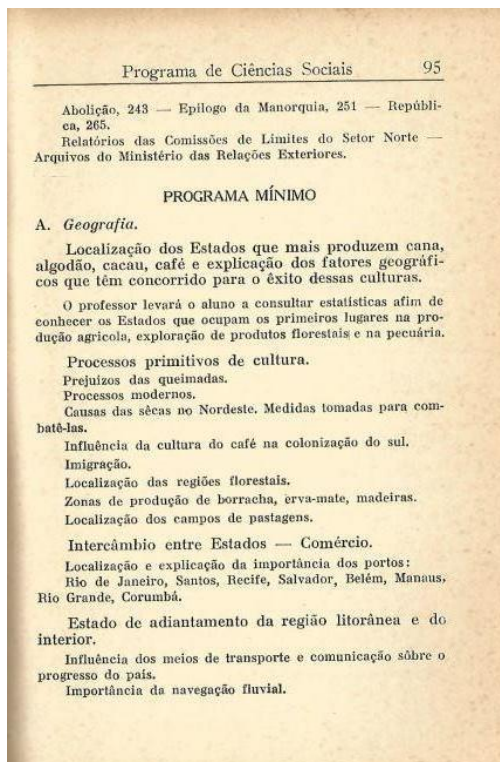 Programa de Ciências Sociais 95
Abolição, 243 — Epílogo da Manorquia, 251 — Repúbli-
ca, 265.
Relatórios das Comissões de Limites do Setor Norte —
Arquivos do Ministério das Relações Exteriores.
PROGRAMA MÍNIMO
A. Geografia.
Localização dos Estados que mais produzem cana,
algodão, cacau, café e explicação dos fatores geográfi-
cos que têm concorrido para o êxito dessas culturas.
O professor levará o aluno a consultar estatísticas afim de
conhecer os Estados que ocupam os primeiros lugares na pro-
dução agrícola, exploração de produtos florestais e na pecuária.
Processos primitivos de cultura.
Prejuizos das queimadas.
Processos modernos.
Causas das sêcas no Nordeste. Medidas tomadas para com-
batê-las.
Influência da cultura do café na colonização do sul.
Imigração.
Localização das regiões florestais.
Zonas de produção de borracha, erva-mate, madeiras.
Localização dos campos de pastagens.
Intercâmbio entre Estados — Comércio.
Localização e explicação da importância dos portos:
Rio de Janeiro, Santos, Recife, Salvador, Belém, Manaus,
Rio Grande, Corumbá.
Estado de adiantamento da região litorânea e do
interior.
Influência dos meios de transporte e comunicação sôbre o
progresso do país.
Importância da navegação fluvial.